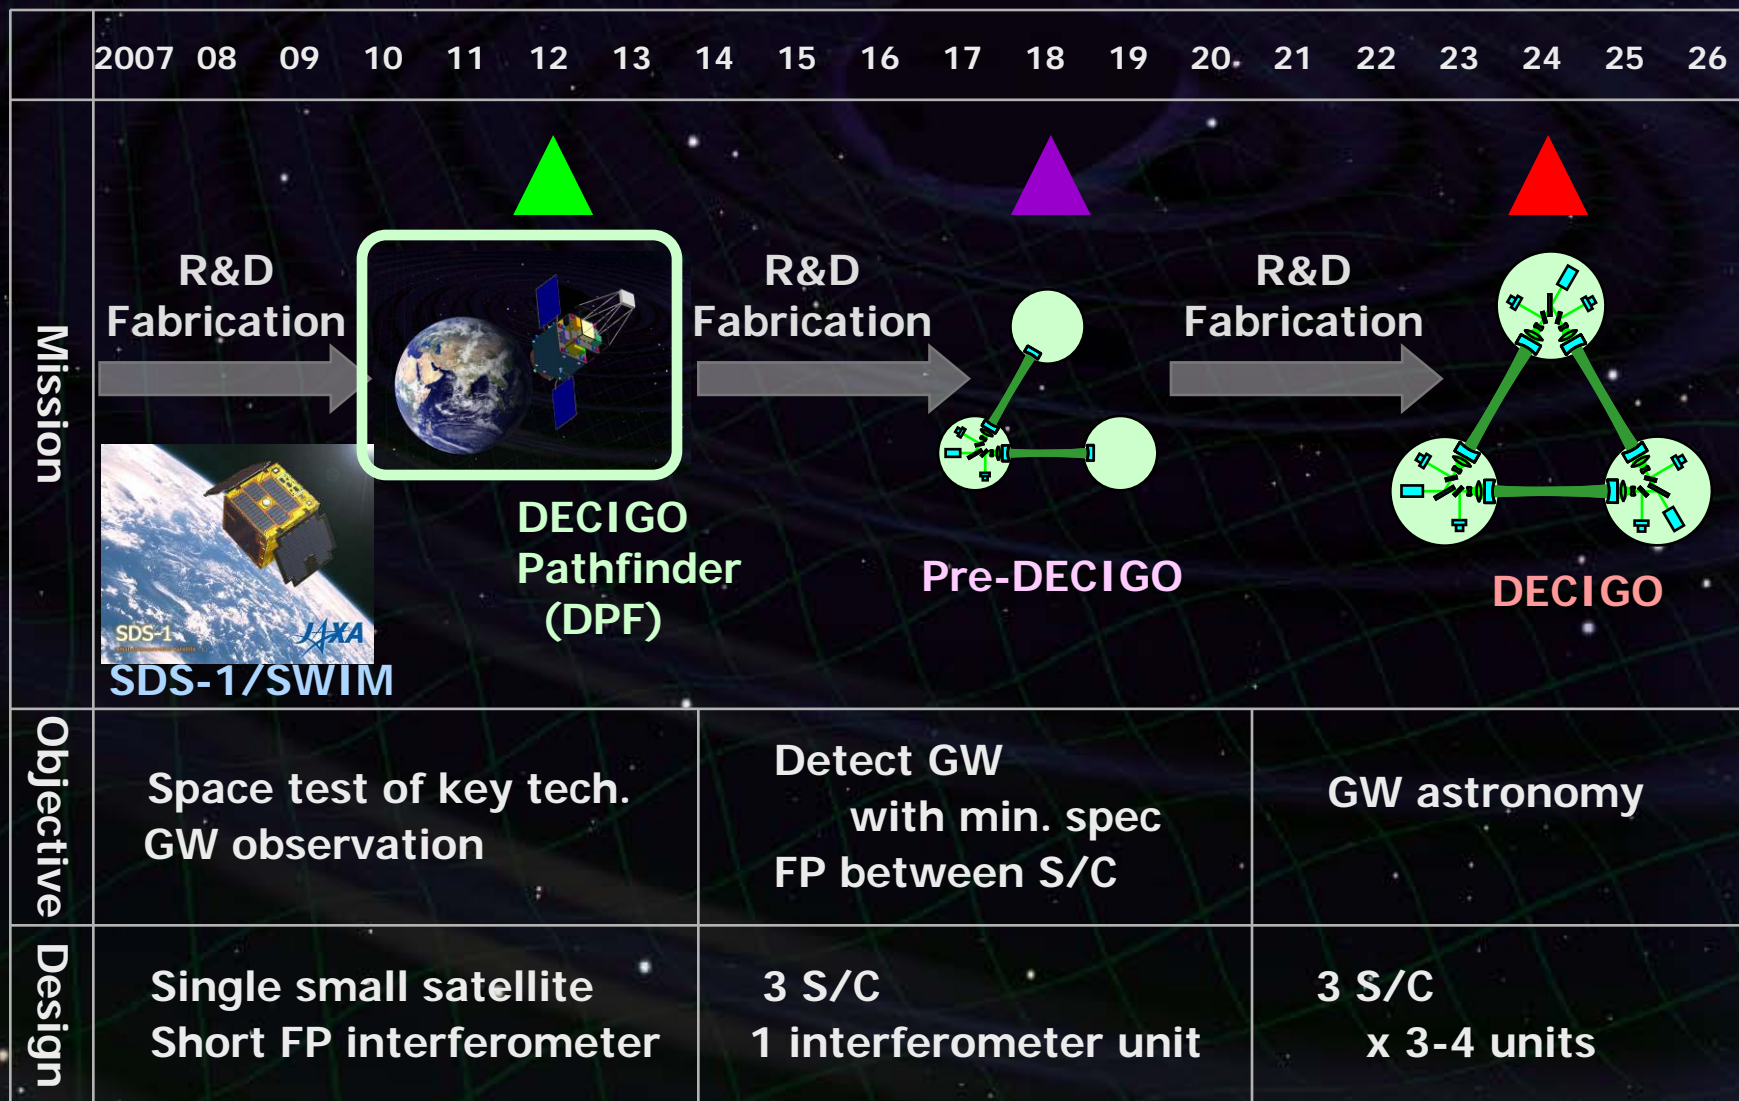 2007 08 09 10 11 12 13 14 15 16 17 18 19 20 21 22 23 24 25 26
Mission
R&D
Fabrication
R&D
Fabrication
R&D
Fabrication
SDS-1
JAXA
SDS-1/SWIM
DECIGO
Pathfinder
(DPF)
Pre-DECIGO
DECIGO
Objective
Space test of key tech.
GW observation
Detect GW
with min. spec
FP between S/C
GW astronomy
Design
Single small satellite
Short FP interferometer
3 S/C
1 interferometer unit
3 S/C
x 3-4 units